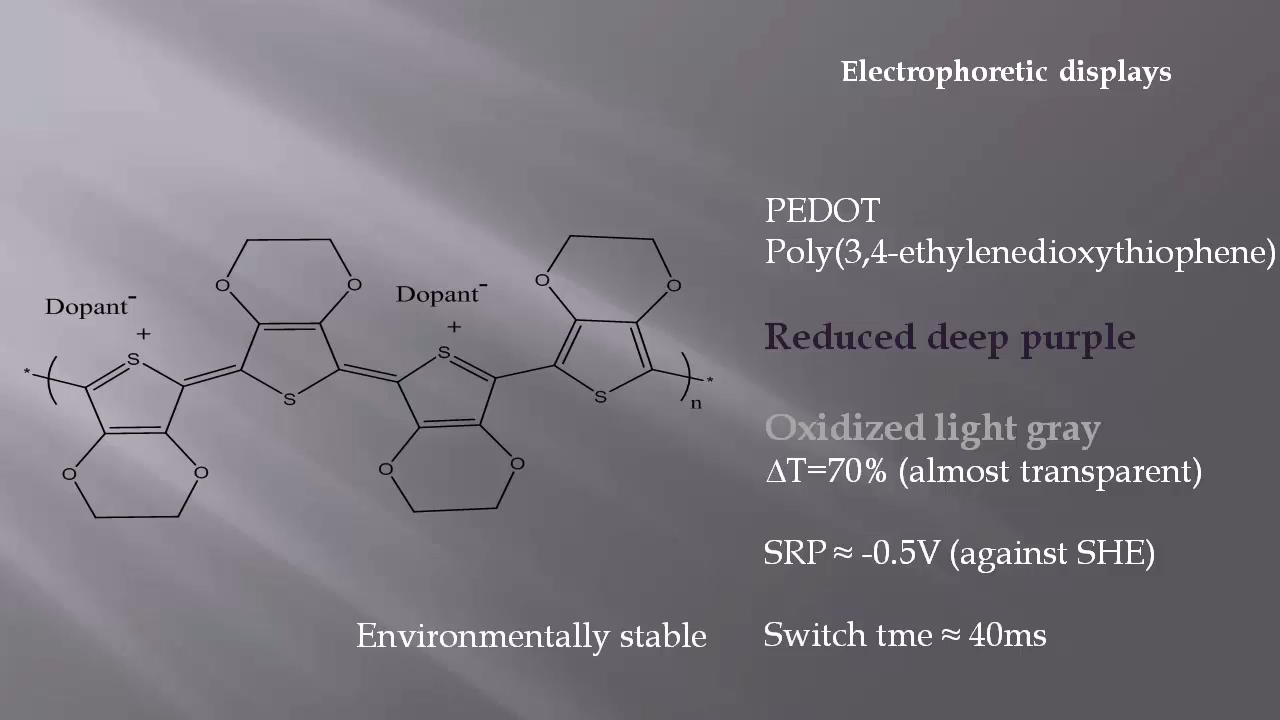 Electrophoretic displays
PEDOT
Poly(3,4-ethylenedioxythiophene)
Reduced deep purple
Oxidized light gray
ΔT=70% (almost transparent)
SRP ≈ -0.5V (against SHE)
Switch tme ≈ 40ms
Environmentally stable
Dopant⁻
Dopant⁻
+
+
O
O
O
O
S
S
S
S
*
*
n
O
O
O
O